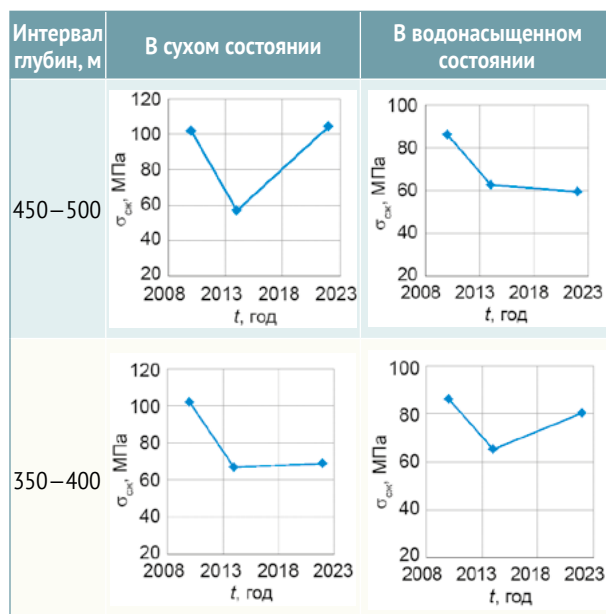 Интервал
глубин, м
В сухом состоянии
В водонасыщенном
состоянии
450—500
120
100
80
60
40
20
σсж, МПа
2008 2013 2018 2023
t, год
100
80
60
40
20
σсж, МПа
2008 2013 2018 2023
t, год
350—400
120
100
80
60
40
20
σсж, МПа
2008 2013 2018 2023
t, год
100
80
60
40
20
σсж, МПа
2008 2013 2018 2023
t, год